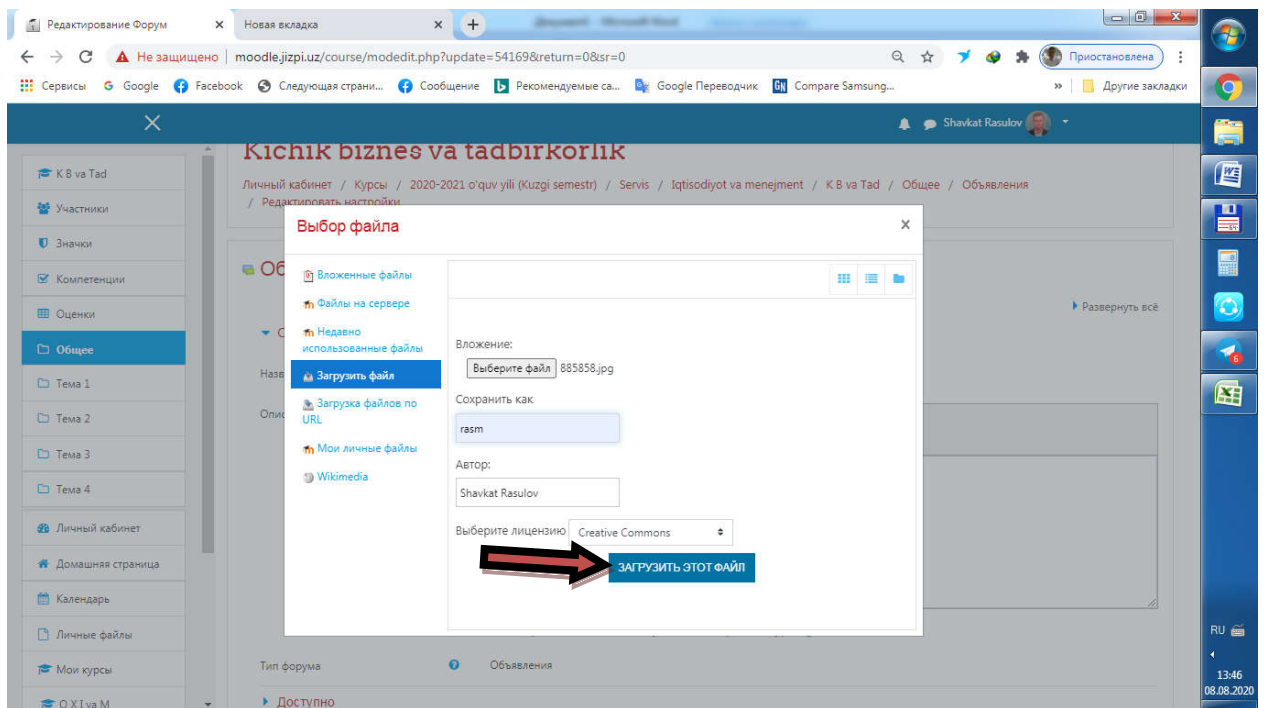 Редактирование Форум
Новая вкладка
Не защищено | moodle.jizpi.uz/course/modedit.php?update=54169&return=0&sr=0
Приостановлена
Сервисы Google Facebook Следующая страни... Сообщение Рекомендуемые са... Google Переводчик Compare Samsung... » Другие закладки
Shavkat Rasulov
Kichik biznes va tadbirkorlik
Личный кабинет / Курсы / 2020-2021 o'quv yili (Kuzgi semestr) / Servis / Iqtisodiyot va menejment / K B va Tad / Общее / Объявления
/ Редактировать настройки
K B va Tad
Участники
Значки
Компетенции
Оценки
Общее
Тема 1
Тема 2
Тема 3
Тема 4
Личный кабинет
Домашняя страница
Календарь
Личные файлы
Мои курсы
O X I va M
Об
Развернуть всё
Назв
Опис
Выбор файла
Вложенные файлы
Файлы на сервере
Недавно
использованные файлы
Загрузить файл
Загрузка файлов по
URL
Мои личные файлы
Wikimedia
Вложение:
Выберите файл 885858.jpg
Сохранить как
rasm
Автор:
Shavkat Rasulov
Выберите лицензию Creative Commons
ЗАГРУЗИТЬ ЭТОТ ФАЙЛ
Тип форума Объявления
Доступно
RU
13:46
08.08.2020